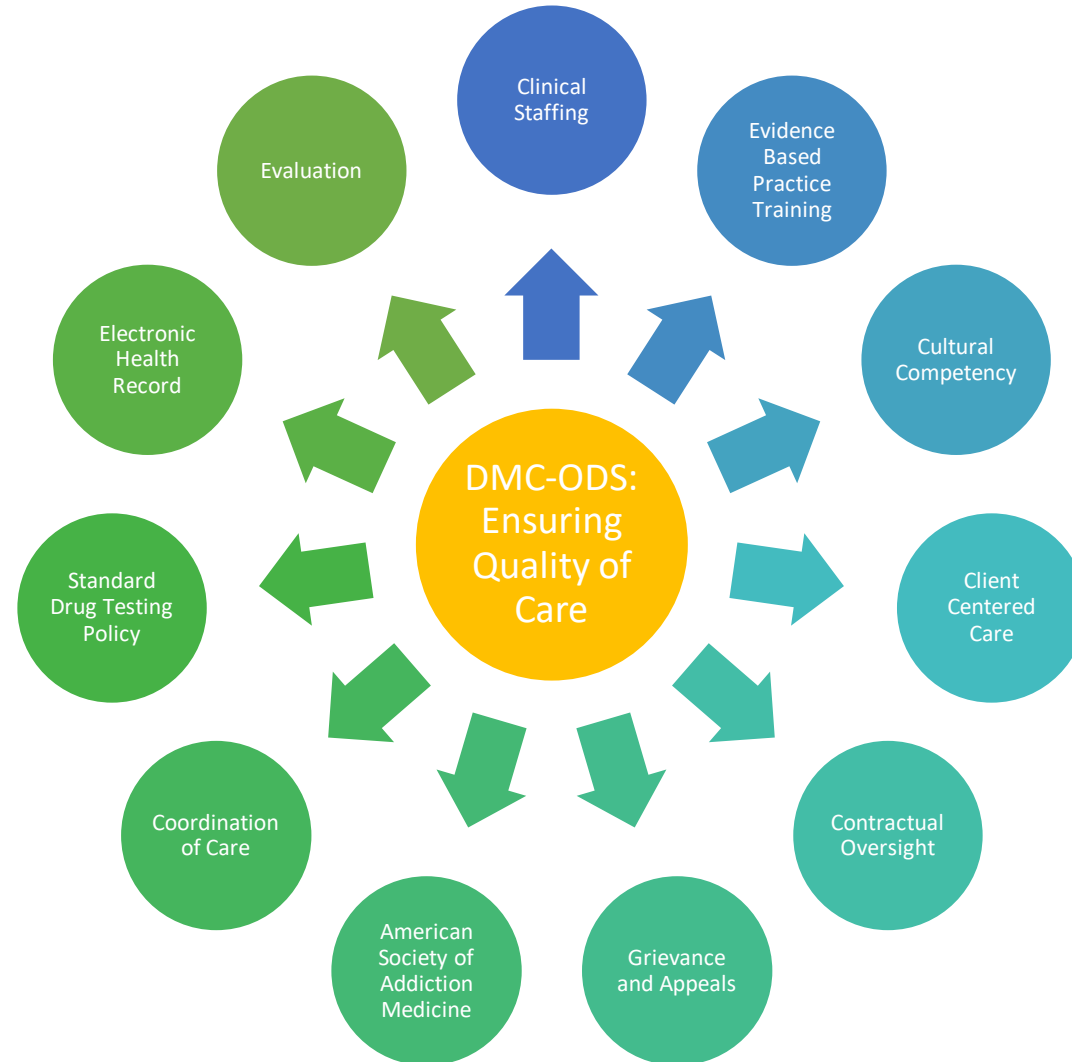 Clinical
Staffing
Evidence
Based
Practice
Training
Cultural
Competency
Client
Centered
Care
Contractual
Oversight
Grievance
and Appeals
American
Society of
Addiction
Medicine
Coordination
of Care
Standard
Drug Testing
Policy
Electronic
Health
Record
Evaluation
DMC-ODS:
Ensuring
Quality of
Care